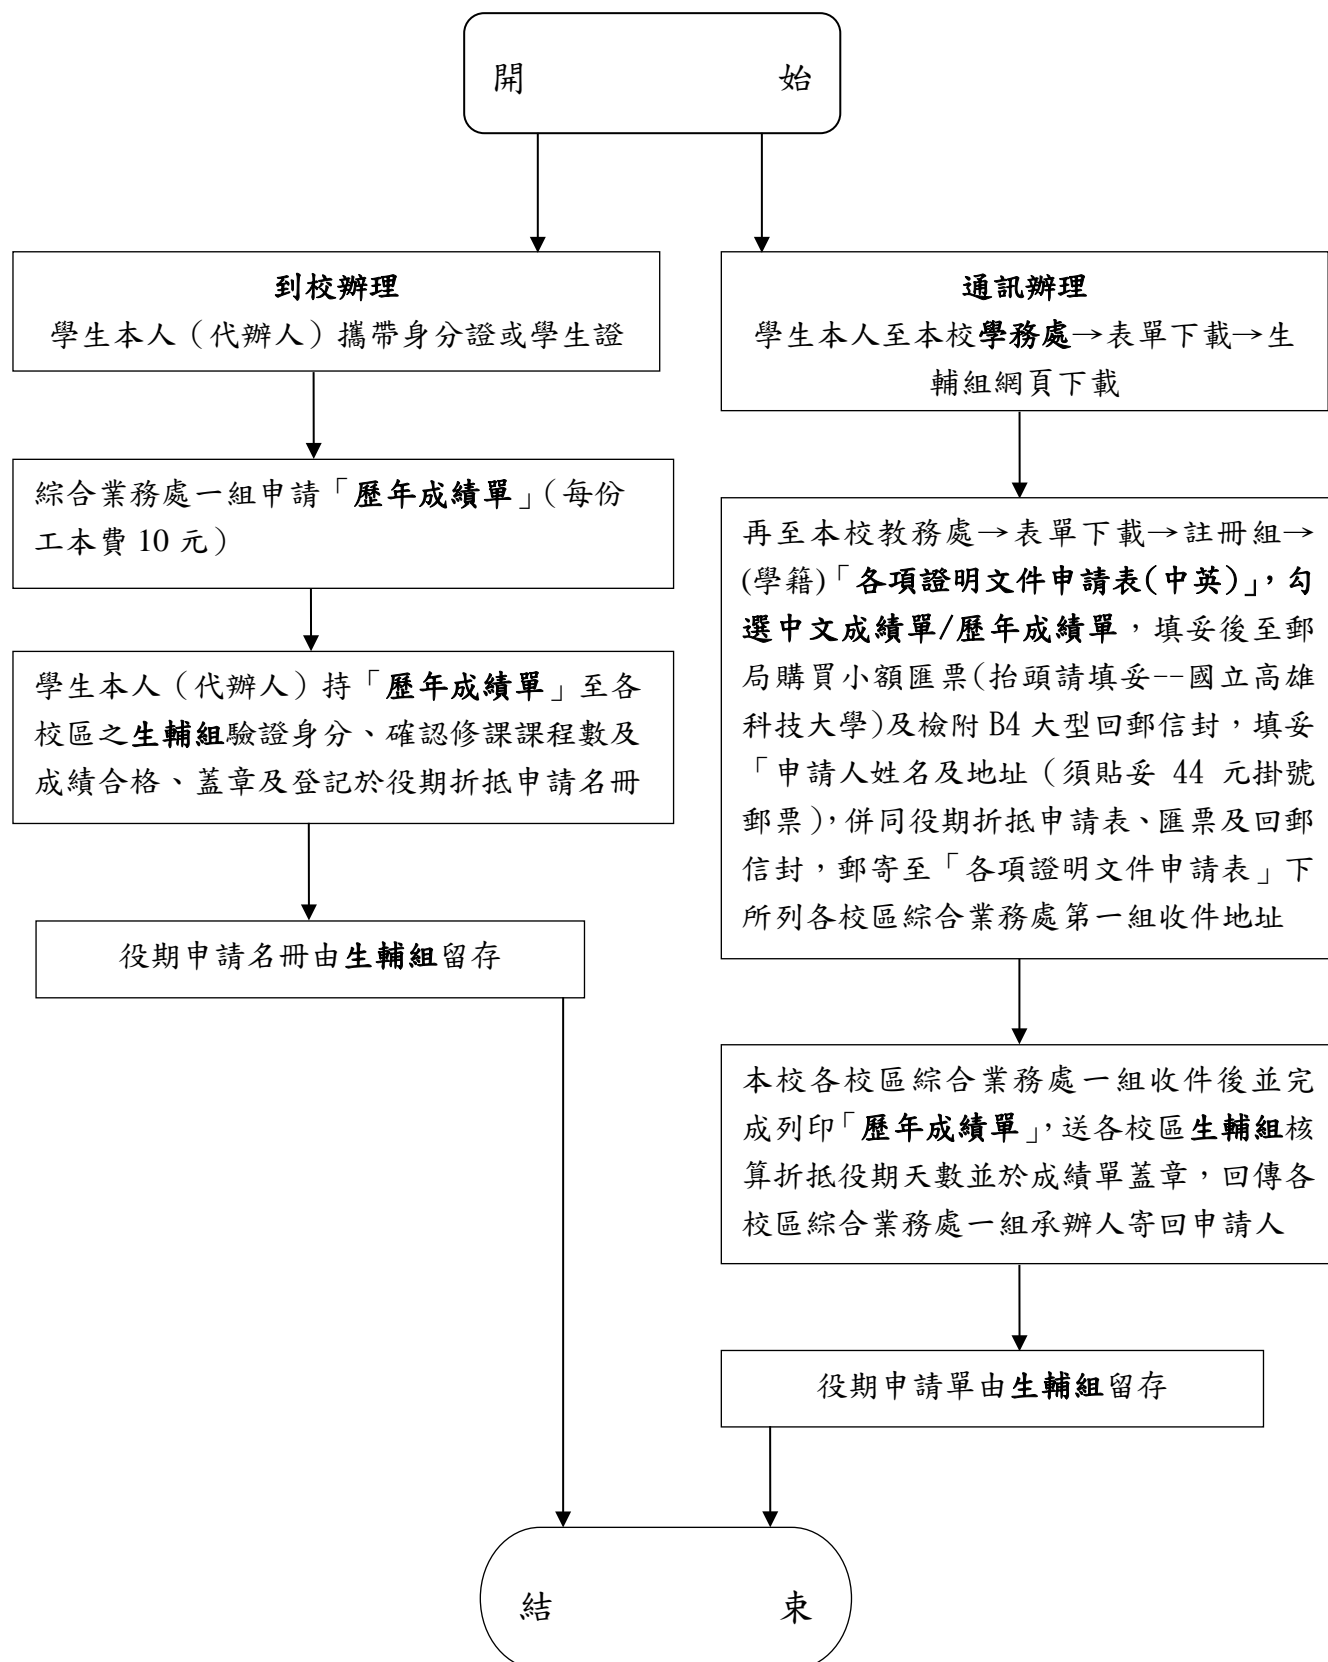 開 始
到校辦理
學生本人（代辦人）攜帶身分證或學生證
綜合業務處一組申請「歷年成績單」（每份
工本費 10 元）
學生本人（代辦人）持「歷年成績單」至各
校區之生輔組驗證身分、確認修課課程數及
成績合格、蓋章及登記於役期折抵申請名冊
役期申請名冊由生輔組留存
通訊辦理
學生本人至本校學務處→表單下載→生
輔組網頁下載
再至本校教務處→表單下載→註冊組→
(學籍)「各項證明文件申請表(中英)」，勾
選中文成績單/歷年成績單，填妥後至郵
局購買小額匯票(抬頭請填妥--國立高雄
科技大學)及檢附 B4 大型回郵信封，填妥
「申請人姓名及地址（須貼妥 44 元掛號
郵票），併同役期折抵申請表、匯票及回郵
信封，郵寄至「各項證明文件申請表」下
所列各校區綜合業務處第一組收件地址
本校各校區綜合業務處一組收件後並完
成列印「歷年成績單」，送各校區生輔組核
算折抵役期天數並於成績單蓋章，回傳各
校區綜合業務處一組承辦人寄回申請人
役期申請單由生輔組留存
結 束